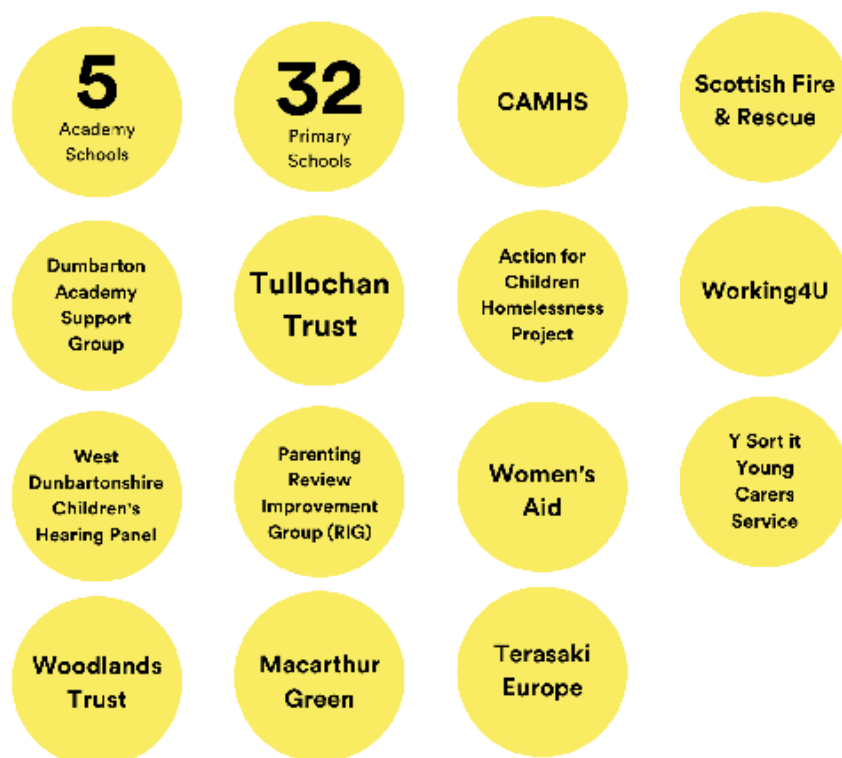 5
Academy
Schools
32
Primary
Schools
CAMHS
Scottish Fire
& Rescue
Dumbarton
Academy
Support
Group
Tullochan
Trust
Action for
Children
Homelessness
Project
Working4U
West
Dunbartonshire
Children's
Hearing Panel
Parenting
Review
Improvement
Group (RIG)
Women's
Aid
Y Sort it
Young
Carers
Service
Woodlands
Trust
Macarthur
Green
Terasaki
Europe